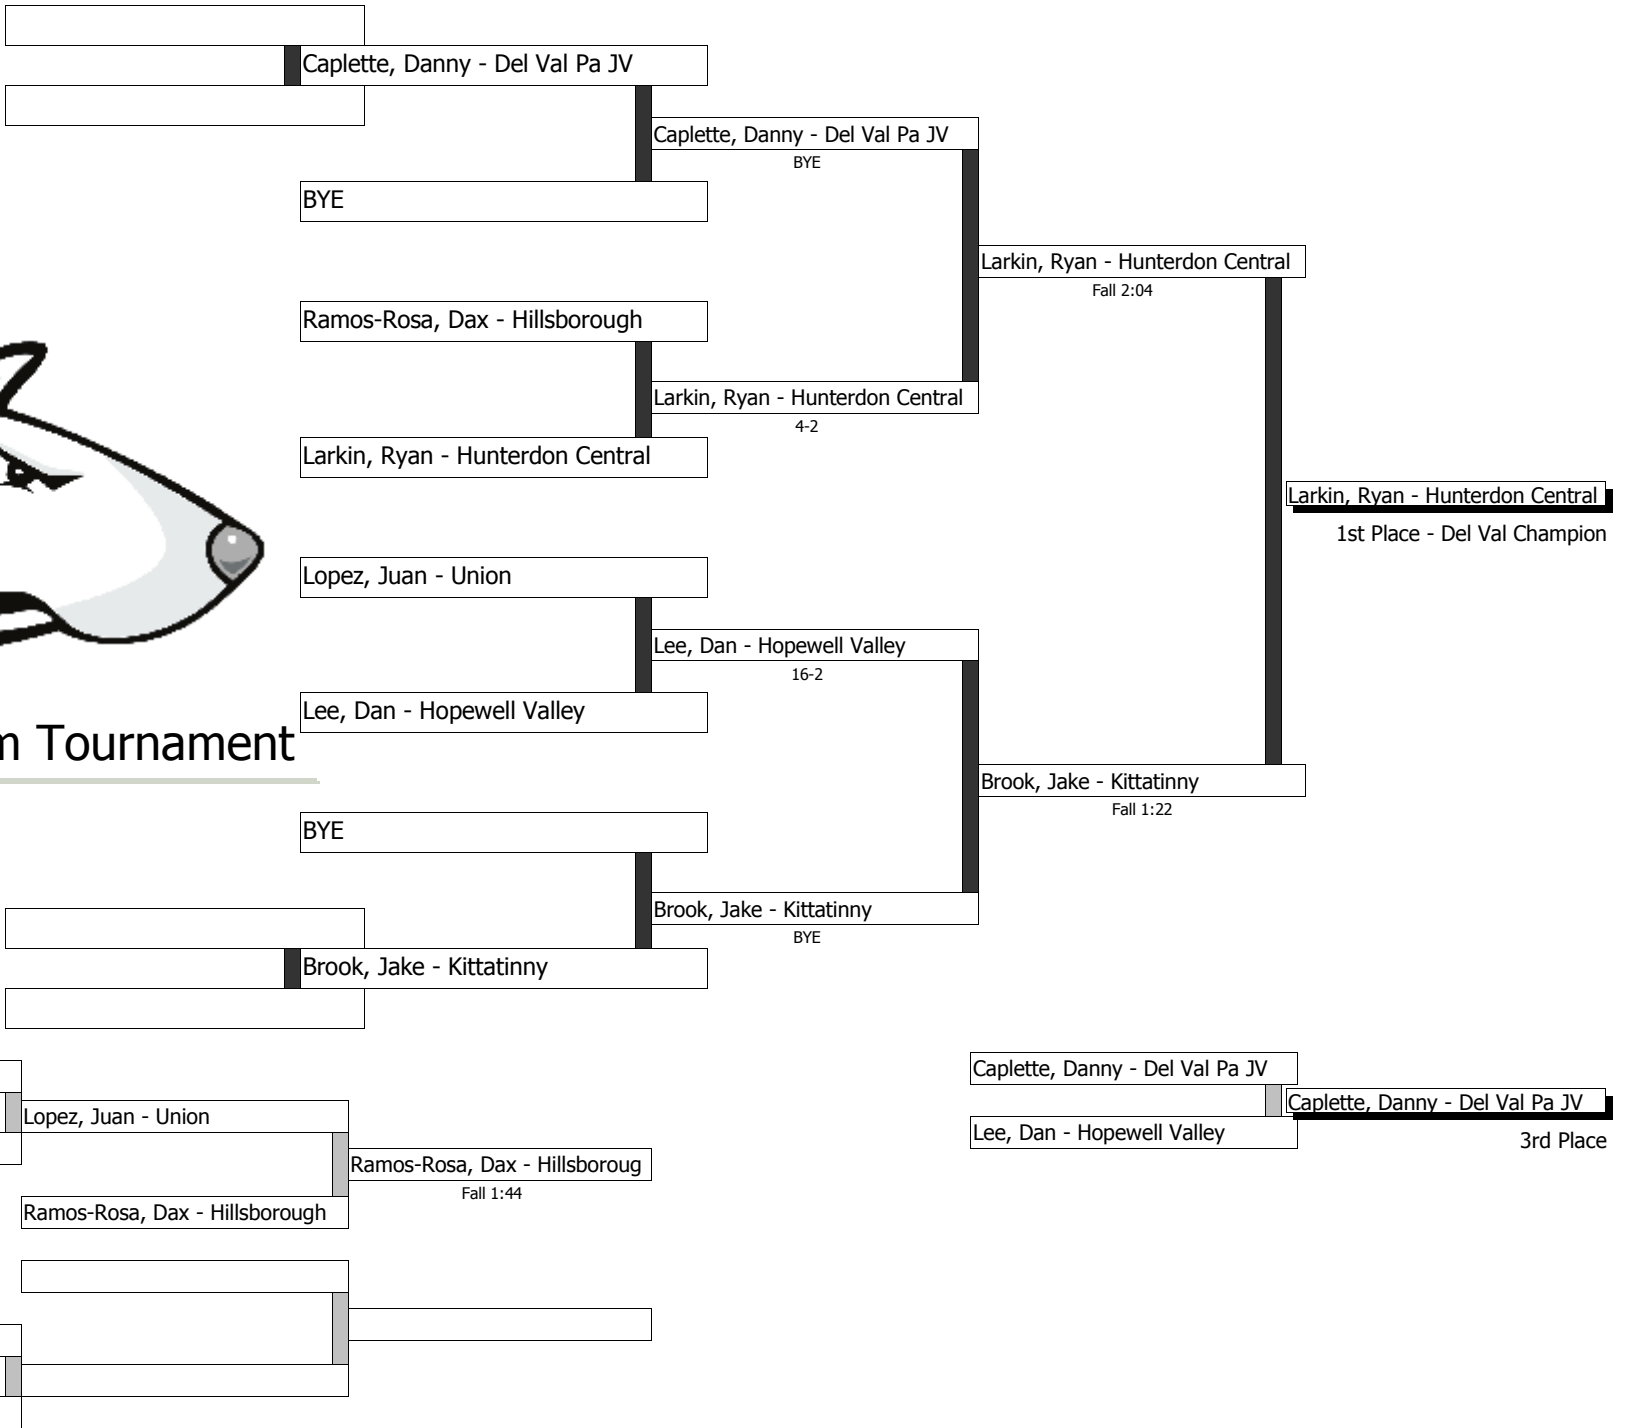 Caplette, Danny - Del Val Pa JV
Caplette, Danny - Del Val Pa JV
BYE
BYE
Larkin, Ryan - Hunterdon Central
Fall 2:04
Ramos-Rosa, Dax - Hillsborough
Larkin, Ryan - Hunterdon Central
4-2
Larkin, Ryan - Hunterdon Central
Larkin, Ryan - Hunterdon Central
1st Place - Del Val Champion
Lopez, Juan - Union
Lee, Dan - Hopewell Valley
16-2
Lee, Dan - Hopewell Valley
m Tournament
Brook, Jake - Kittatinny
Fall 1:22
BYE
Brook, Jake - Kittatinny
BYE
Brook, Jake - Kittatinny
Caplette, Danny - Del Val Pa JV
Caplette, Danny - Del Val Pa JV
Lee, Dan - Hopewell Valley
3rd Place
Lopez, Juan - Union
Ramos-Rosa, Dax - Hillsboroug
Fall 1:44
Ramos-Rosa, Dax - Hillsborough